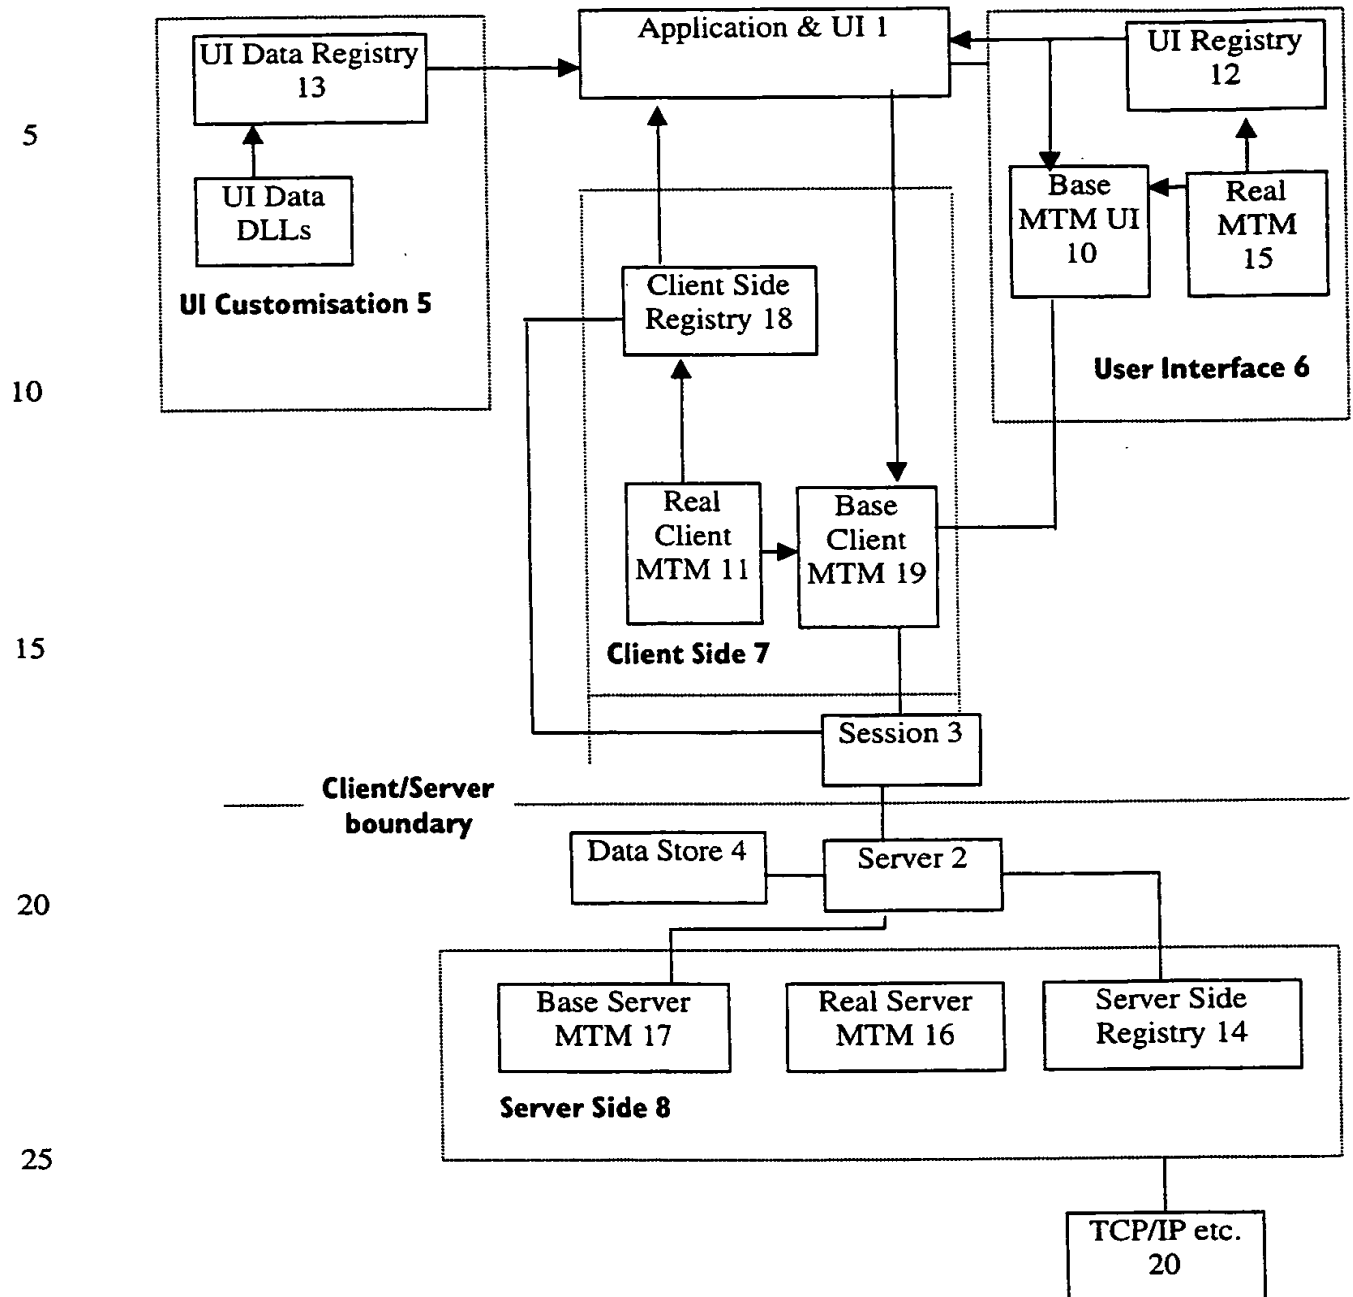 Application & UI 1
UI Data Registry
13
UI Registry
12
5
UI Data
DLLs
Base
MTM UI
10
Real
MTM
15
UI Customisation 5
Client Side
Registry 18
User Interface 6
10
Real
Client
MTM 11
Base
Client
MTM 19
15
Client Side 7
Session 3
Client/Server
boundary
Data Store 4
Server 2
20
Base Server
MTM 17
Real Server
MTM 16
Server Side
Registry 14
Server Side 8
25
TCP/IP etc.
20